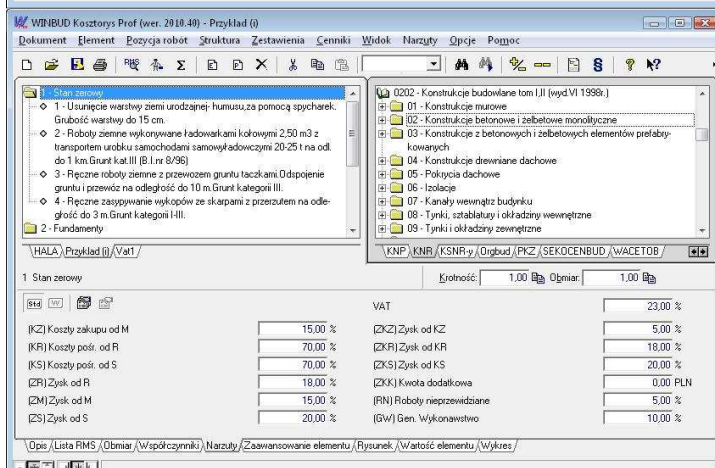 WINBUD Kosztorys Prof (wer. 2010.40) - Przyklad (i)
Dokument Element Pozycja robót Struktura Zestawienia Cenniki Widok Narzuty Opcje Pomoc
1 - Stan zerowy
1 - Usunięcie warstwy ziemi urodzajnej- humusu,za pomocą spycharek.
Grubość warstwy do 15 cm.
2 - Roboty ziemne wykonywane ładowarkami kołowymi 2,50 m3 z
transportem urobku samochodami samowyładowczymi 20-25 t na odl.
do 1 km.Grunt kat.III (B.I.nr 8/96)
3 - Ręczne roboty ziemne z przewozem gruntu taczkami.Odspojenie
gruntu i przewóz na odległość do 10 m.Grunt kategorii III.
4 - Ręczne zasypywanie wykopów ze skarpami z przerzutem na odle-
głość do 3 m.Grunt kategorii I-III.
2 - Fundamenty
HALA Przykład (i) Vat1
0202 - Konstrukcje budowlane tom I,II (wyd.VI 1998r.)
01 - Konstrukcje murowe
02 - Konstrukcje betonowe i żelbetowe monolityczne
03 - Konstrukcje z betonowych i żelbetowych elementów prefabry-
kowanych
04 - Konstrukcje drewniane dachowe
05 - Pokrycia dachowe
06 - Izolacje
07 - Kanały wewnątrz budynku
08 - Tynki, sztablatury i okładziny wewnętrzne
09 - Tynki i okładziny zewnętrzne
KNP KNR KSNR-y Orgbud PKZ SEKOCENBUD WACETOB
1 Stan zerowy
Krotność: 1,00 Obmiar: 1,00
Std
VAT 23,00 %
(KZ) Koszty zakupu od M 15,00 % (ZKZ) Zysk od KZ 5,00 %
(KR) Koszty pośr. od R 70,00 % (ZKR) Zysk od KR 18,00 %
(KS) Koszty pośr. od S 70,00 % (ZKS) Zysk od KS 20,00 %
(ZR) Zysk od R 18,00 % (ZKK) Kwota dodatkowa 0,00 PLN
(ZM) Zysk od M 15,00 % (RN) Roboty nieprzewidziane 5,00 %
(ZS) Zysk od S 20,00 % (GW) Gen. Wykonawstwo 10,00 %
Opis Lista RMS Obmiar Współczynniki Narzuty Zaawansowanie elementu Rysunek Wartość elementu Wykres